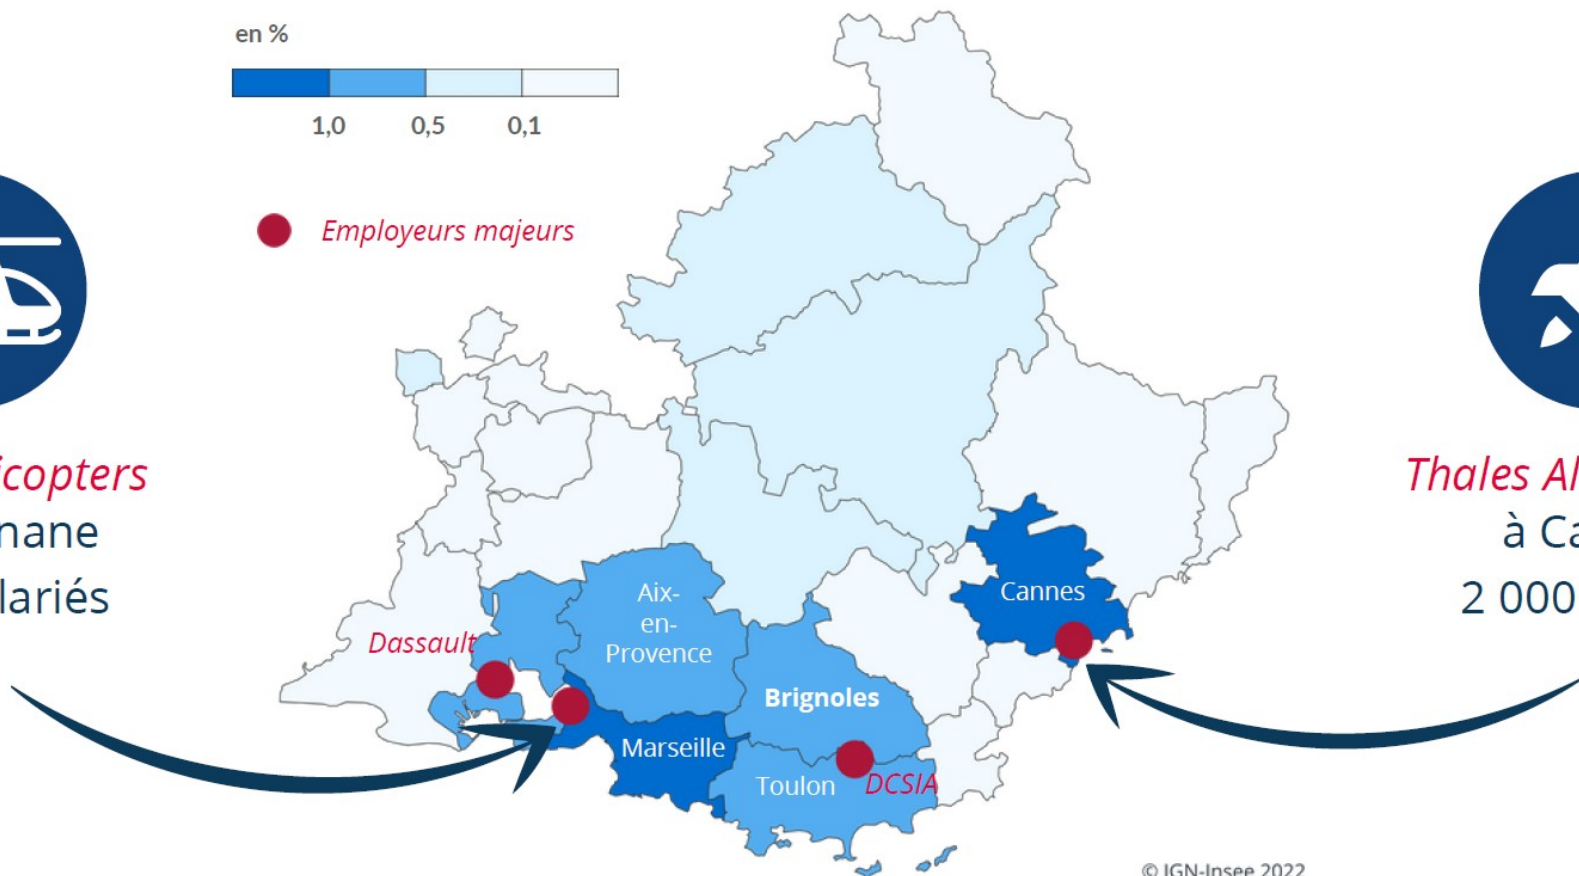 en %
1,0 0,5 0,1
Employeurs majeurs
icopters
nane
lariés
Thales Al
à Ca
2 000
Aix-
en-
Provence
Cannes
Dassault
Brignoles
Marseille
Toulon
DCSIA
© IGN-Insee 2022